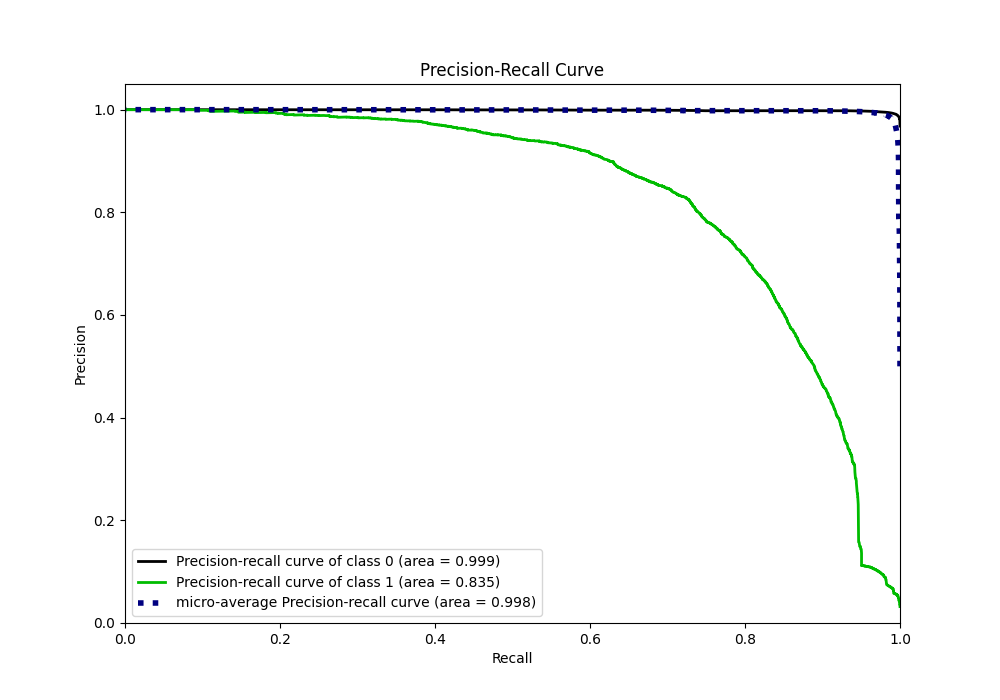 Precision-Recall Curve
1.0
0.8
0.6
0.4
0.2
0.0
Precision
Precision-recall curve of class 0 (area = 0.999)
Precision-recall curve of class 1 (area = 0.835)
micro-average Precision-recall curve (area = 0.998)
0.0 0.2 0.4 0.6 0.8 1.0
Recall